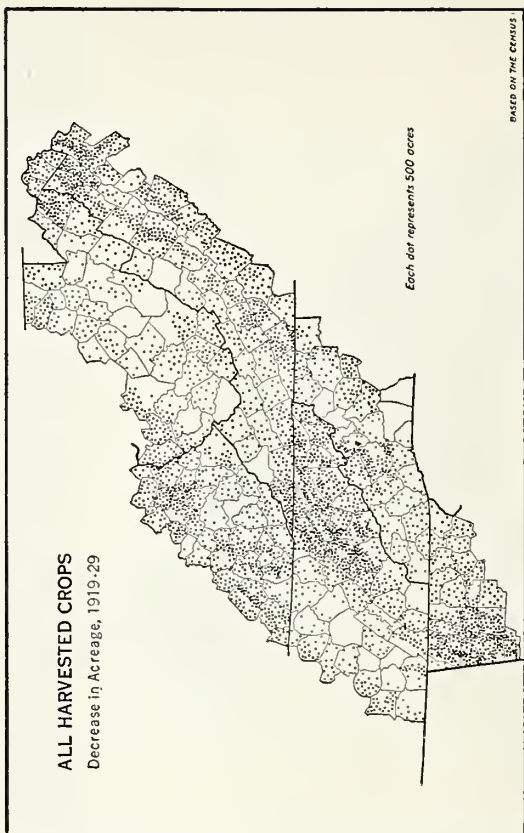 ALL HARVESTED CROPS
Decrease in Acreage, 1919-29
Each dot represents 500 acres
BASED ON THE CENSUS